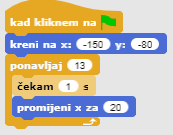 kad kliknem na
kreni na x: -150 y: -80
ponavljaj 13
čekam 1 s
promijeni x za 20